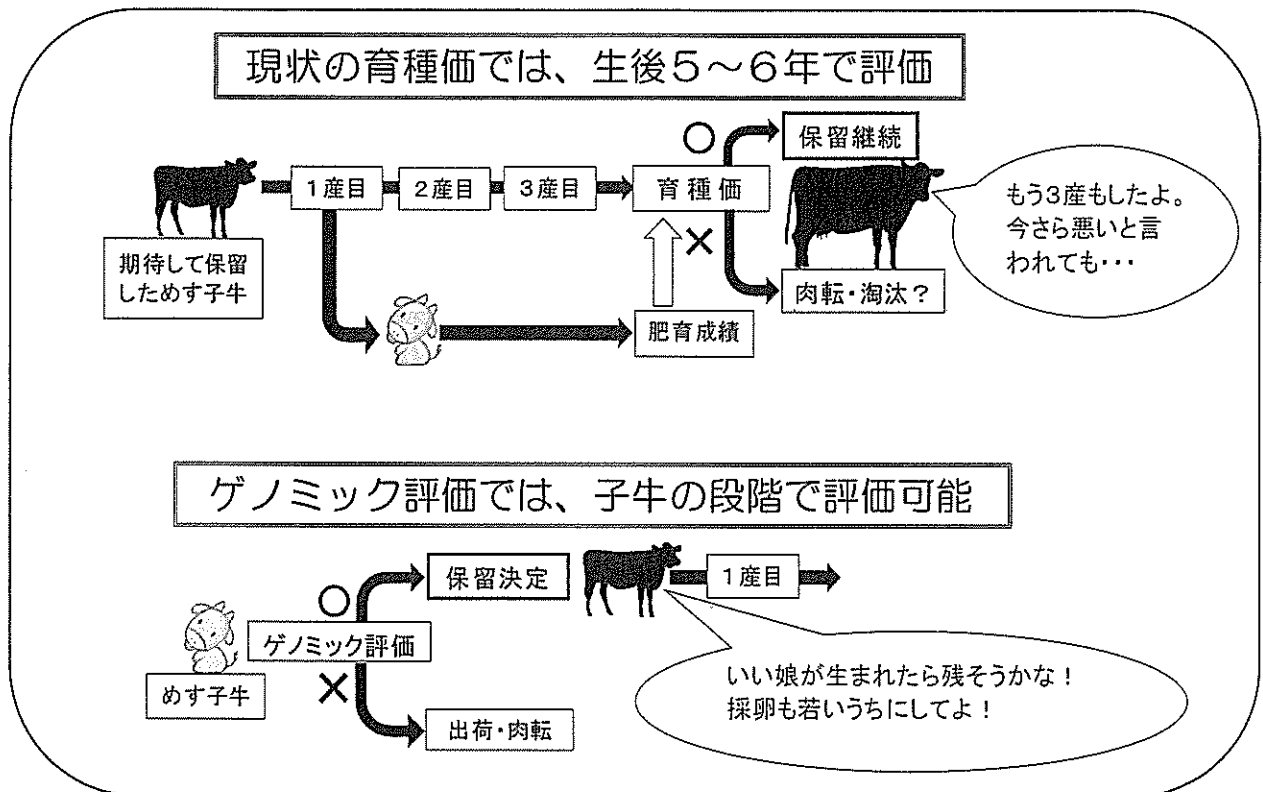 現状の育種価では、生後5～6年で評価
○
保留継続
1産目
2産目
3産目
育種価
もう3産もしたよ。
今さら悪いと言
われても・・・
期待して保留
しためす子牛
×
肉転・淘汰？
肥育成績
ゲノミック評価では、子牛の段階で評価可能
保留決定
1産目
○
ゲノミック評価
めす子牛
×
いい娘が生まれたら残そうかな！
採卵も若いうちにしてよ！
出荷・肉転